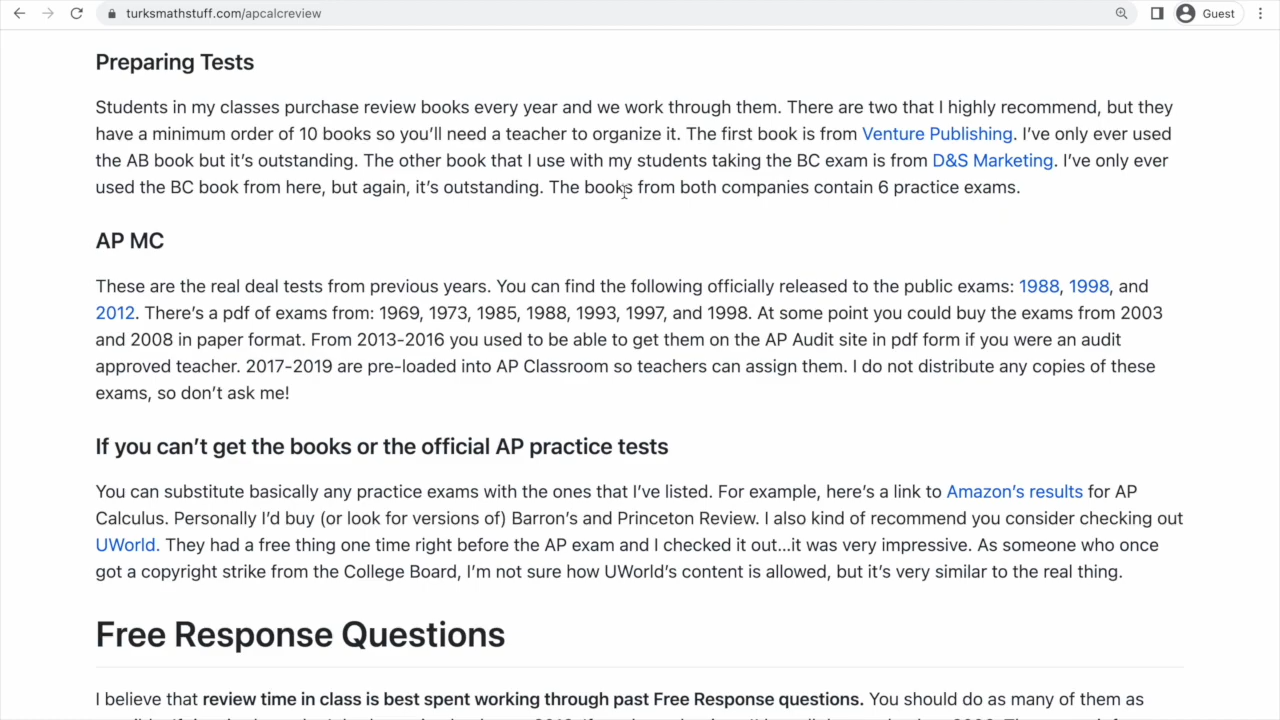 turksmathstuff.com/apcalcreview
Guest
Preparing Tests
Students in my classes purchase review books every year and we work through them. There are two that I highly recommend, but they
have a minimum order of 10 books so you’ll need a teacher to organize it. The first book is from Venture Publishing. I’ve only ever used
the AB book but it’s outstanding. The other book that I use with my students taking the BC exam is from D&S Marketing. I’ve only ever
used the BC book from here, but again, it’s outstanding. The books from both companies contain 6 practice exams.
AP MC
These are the real deal tests from previous years. You can find the following officially released to the public exams: 1988, 1998, and
2012. There’s a pdf of exams from: 1969, 1973, 1985, 1988, 1993, 1997, and 1998. At some point you could buy the exams from 2003
and 2008 in paper format. From 2013-2016 you used to be able to get them on the AP Audit site in pdf form if you were an audit
approved teacher. 2017-2019 are pre-loaded into AP Classroom so teachers can assign them. I do not distribute any copies of these
exams, so don’t ask me!
If you can’t get the books or the official AP practice tests
You can substitute basically any practice exams with the ones that I’ve listed. For example, here’s a link to Amazon’s results for AP
Calculus. Personally I’d buy (or look for versions of) Barron’s and Princeton Review. I also kind of recommend you consider checking out
UWorld. They had a free thing one time right before the AP exam and I checked it out...it was very impressive. As someone who once
got a copyright strike from the College Board, I’m not sure how UWorld’s content is allowed, but it’s very similar to the real thing.
Free Response Questions
I believe that review time in class is best spent working through past Free Response questions. You should do as many of them as